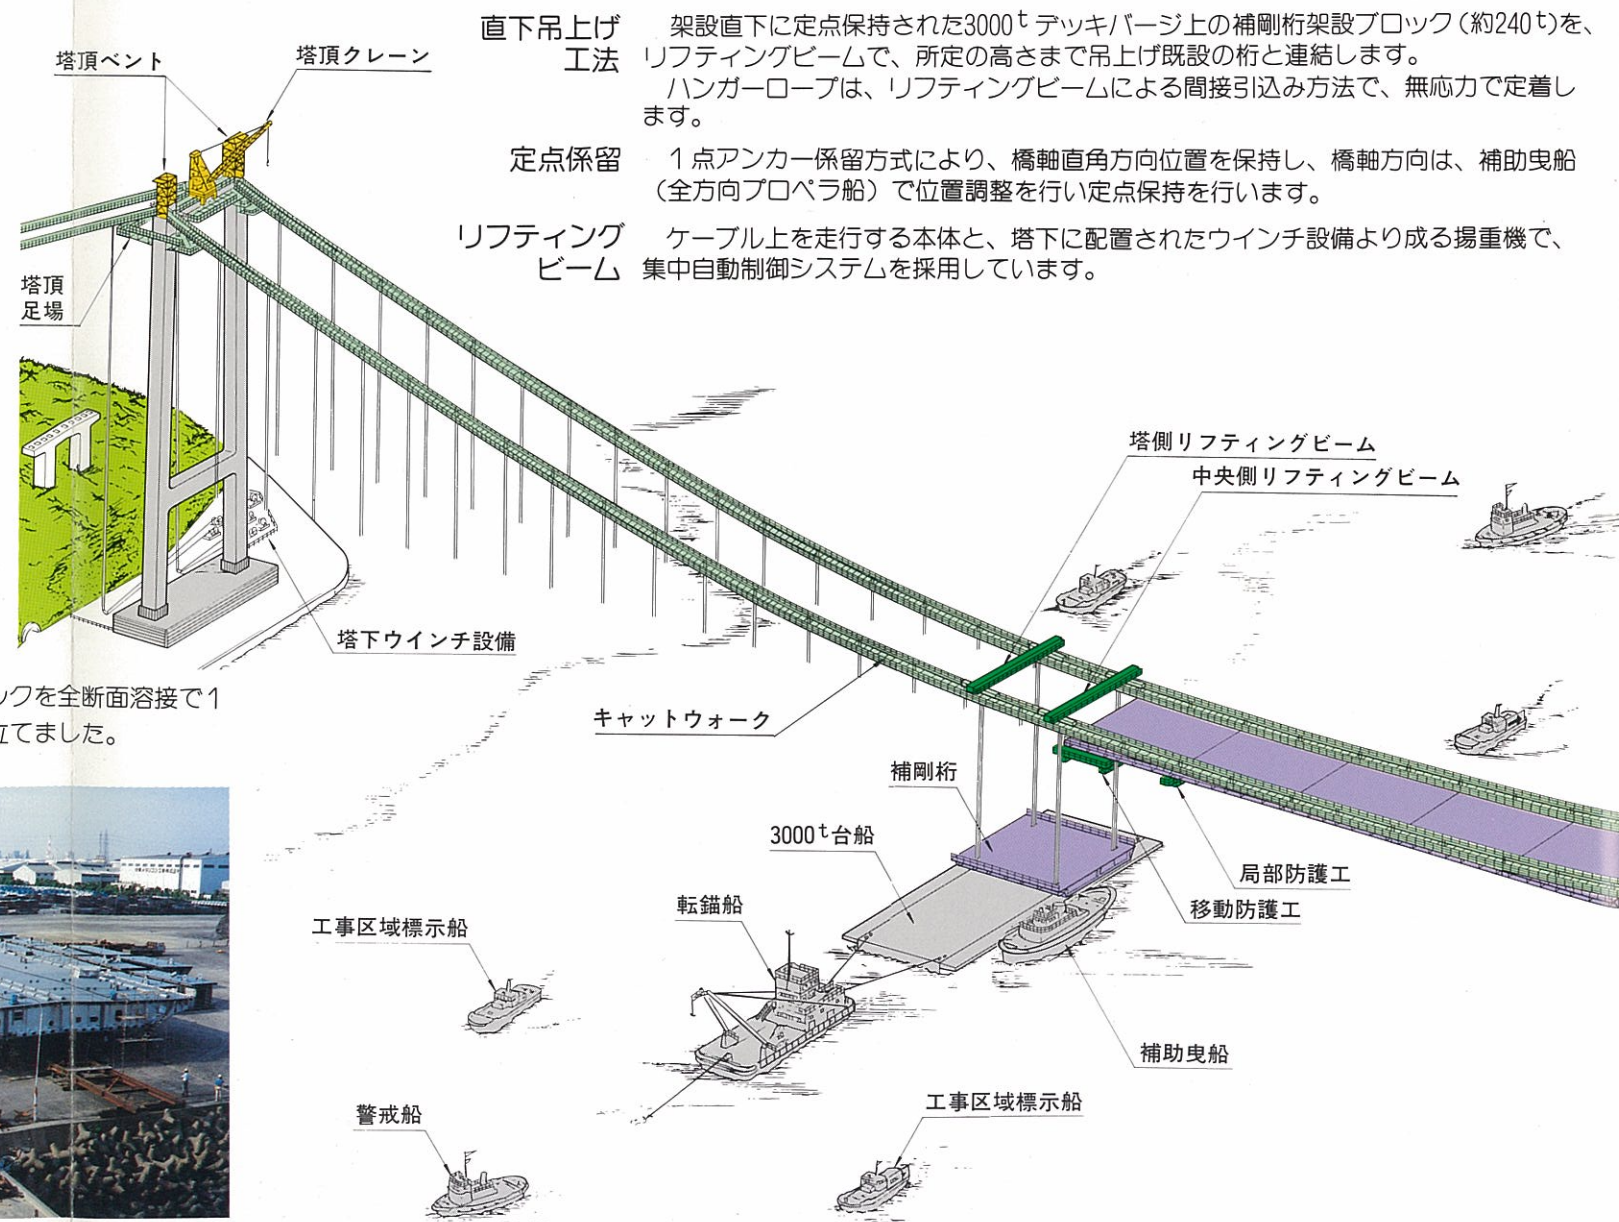 直下吊上げ工法
架設直下に定点保持された3000tデッキバージ上の補剛桁架設ブロック(約240t)を、
リフティングビームで、所定の高さまで吊上げ既設の桁と連結します。
ハンガーロープは、リフティングビームによる間接引込み方法で、無応力で定着し
ます。
定点係留
1点アンカー係留方式により、橋軸直角方向位置を保持し、橋軸方向は、補助曳船
(全方向プロペラ船)で位置調整を行い定点保持を行います。
リフティング
ビーム
ケーブル上を走行する本体と、塔下に配置されたウインチ設備より成る揚重機で、
集中自動制御システムを採用しています。
塔頂ベント
塔頂クレーン
塔頂
足場
塔側リフティングビーム
中央側リフティングビーム
塔下ウインチ設備
ックを全断面溶接で1
立てました。
キャットウォーク
補剛桁
3000t台船
局部防護工
移動防護工
転錨船
工事区域標示船
補助曳船
警戒船
工事区域標示船